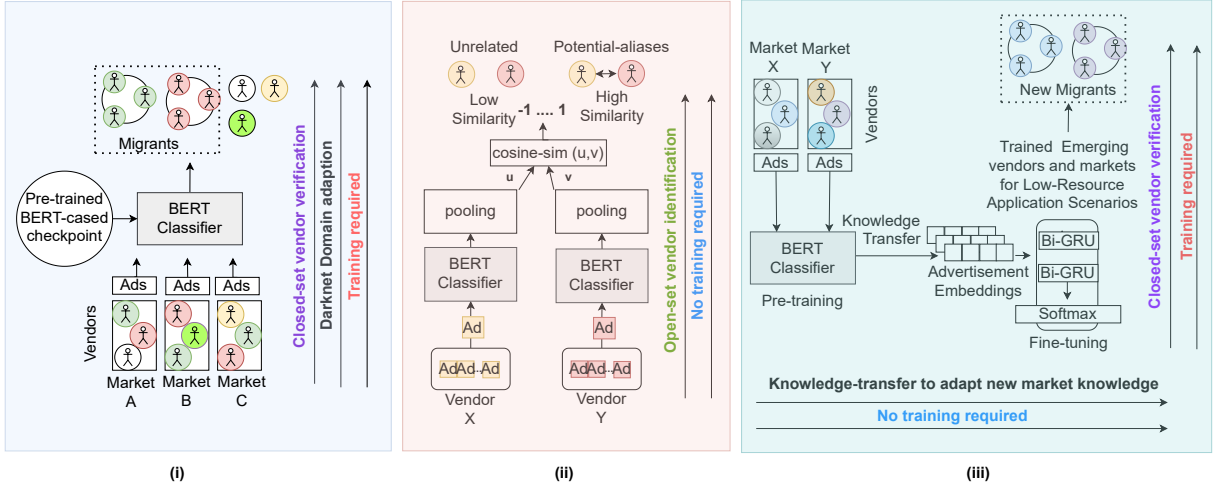 Migrants
Pre-trained
BERT-cased
checkpoint
BERT
Classifier
Ads
Ads
Ads
Vendors
Market
A
Market
B
Market
C
Closed-set vendor verification
Darknet Domain adaption
Training required
(i)
Unrelated
Potential-aliases
Low
Similarity
-1 .... 1
High
Similarity
cosine-sim (u,v)
u
v
pooling
pooling
BERT
Classifier
BERT
Classifier
Ad
Ad
AdAd..Ad
AdAd..Ad
Vendor
X
Vendor
Y
Open-set vendor identification
No training required
(ii)
Market
X
Market
Y
Vendors
Ads
Ads
New Migrants
Trained Emerging
vendors and markets
for Low-Resource
Application Scenarios
BERT
Classifier
Pre-training
Knowledge
Transfer
Advertisement
Embeddings
Bi-GRU
Bi-GRU
Softmax
Fine-tuning
Closed-set vendor verification
Training required
Knowledge-transfer to adapt new market knowledge
No training required
(iii)